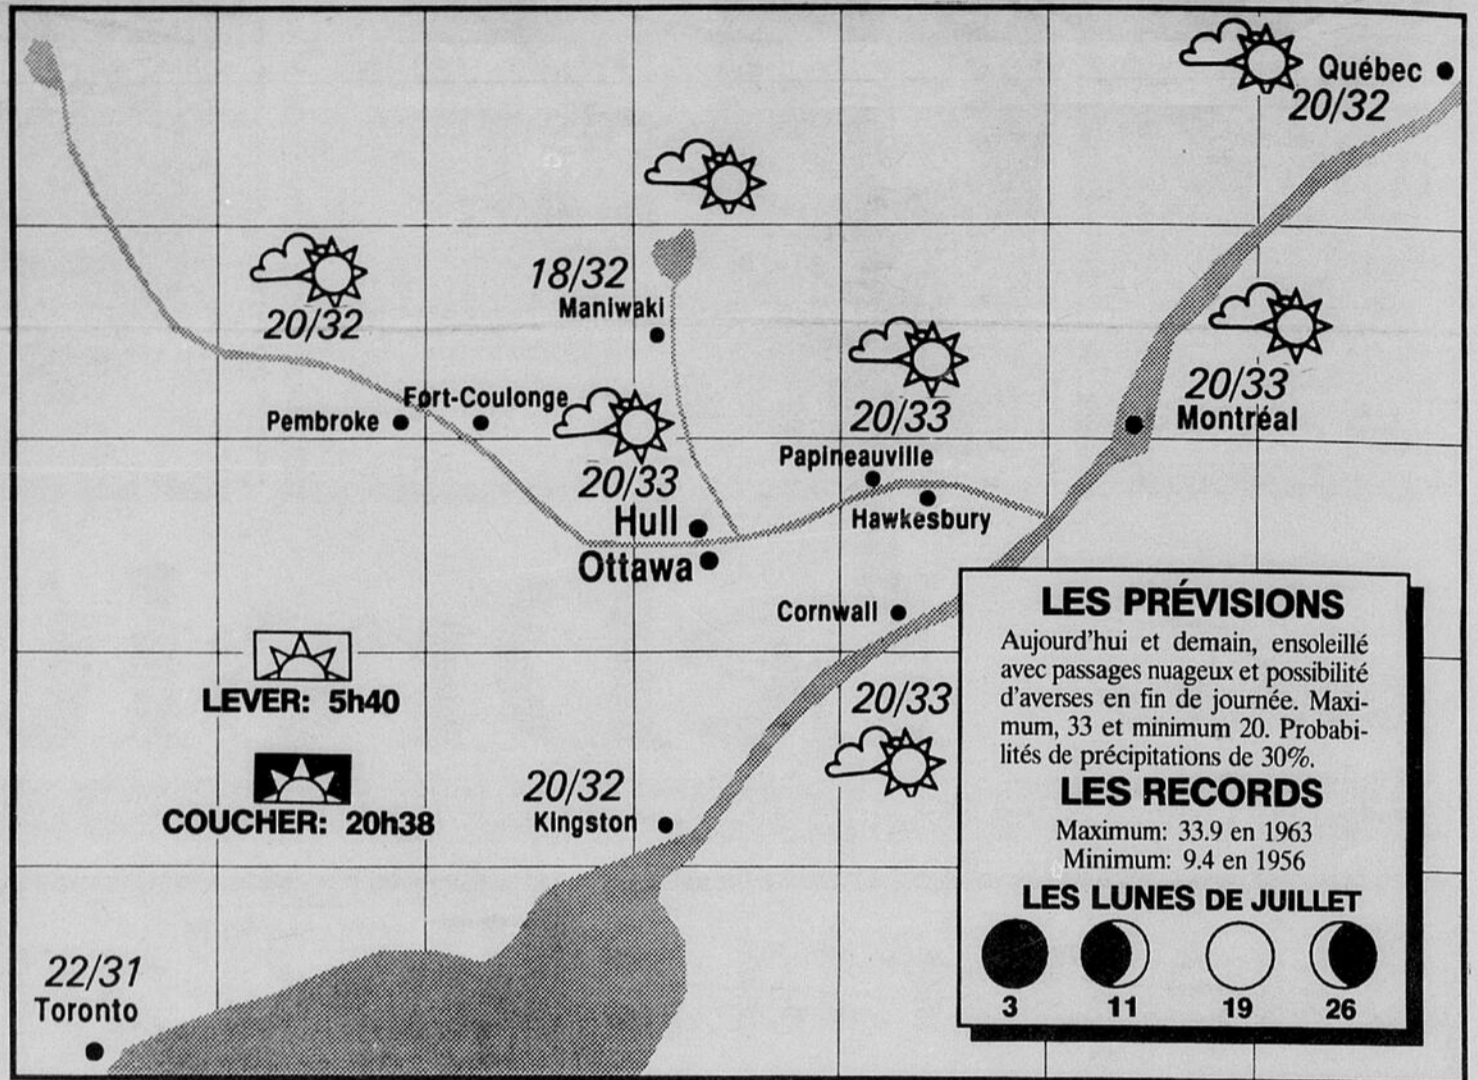 Québec
20/32
18/32
Maniwaki
20/32
20/33
Montréal
Fort-Coulonge
Pembroke
20/33
Papineauville
20/33
Hull
Hawkesbury
Ottawa
Cornwall
LEVER: 5h40
20/33
COUCHER: 20h38
20/32
Kingston
22/31
Toronto
LES PRÉVISIONS
Aujourd'hui et demain, ensoleillé
avec passages nuageux et possibilité
d'averses en fin de journée. Maxi-
mum, 33 et minimum 20. Probabi-
lités de précipitations de 30%.
LES RECORDS
Maximum: 33.9 en 1963
Minimum: 9.4 en 1956
LES LUNES DE JUILLET
3 11 19 26